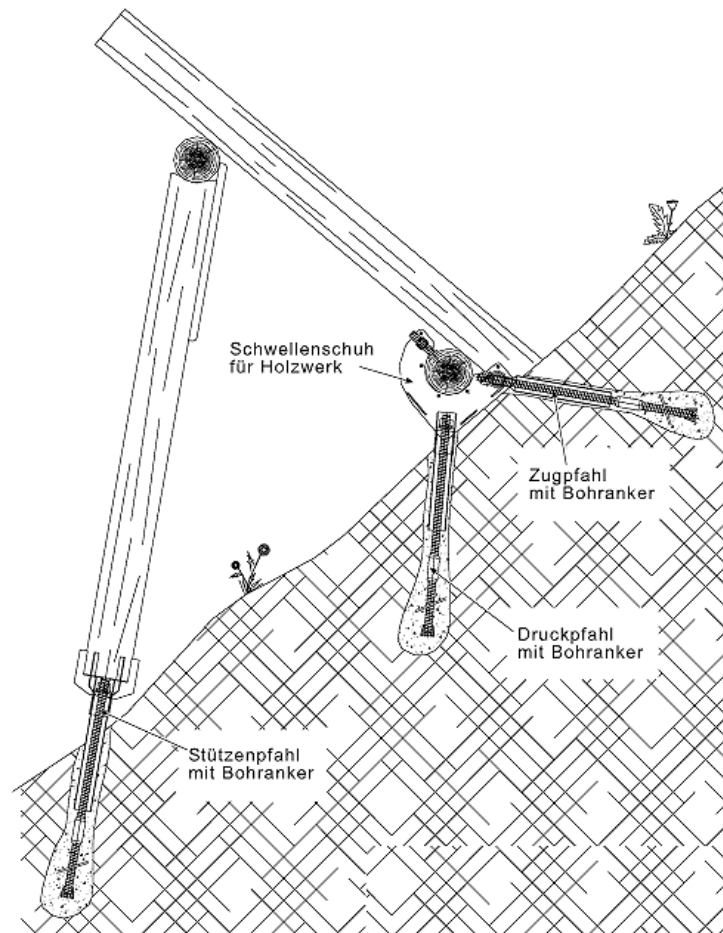 Schwellenschuh
für Holzwerk
Zugpfahl
mit Bohranker
Druckpfahl
mit Bohranker
Stützenpfahl
mit Bohranker